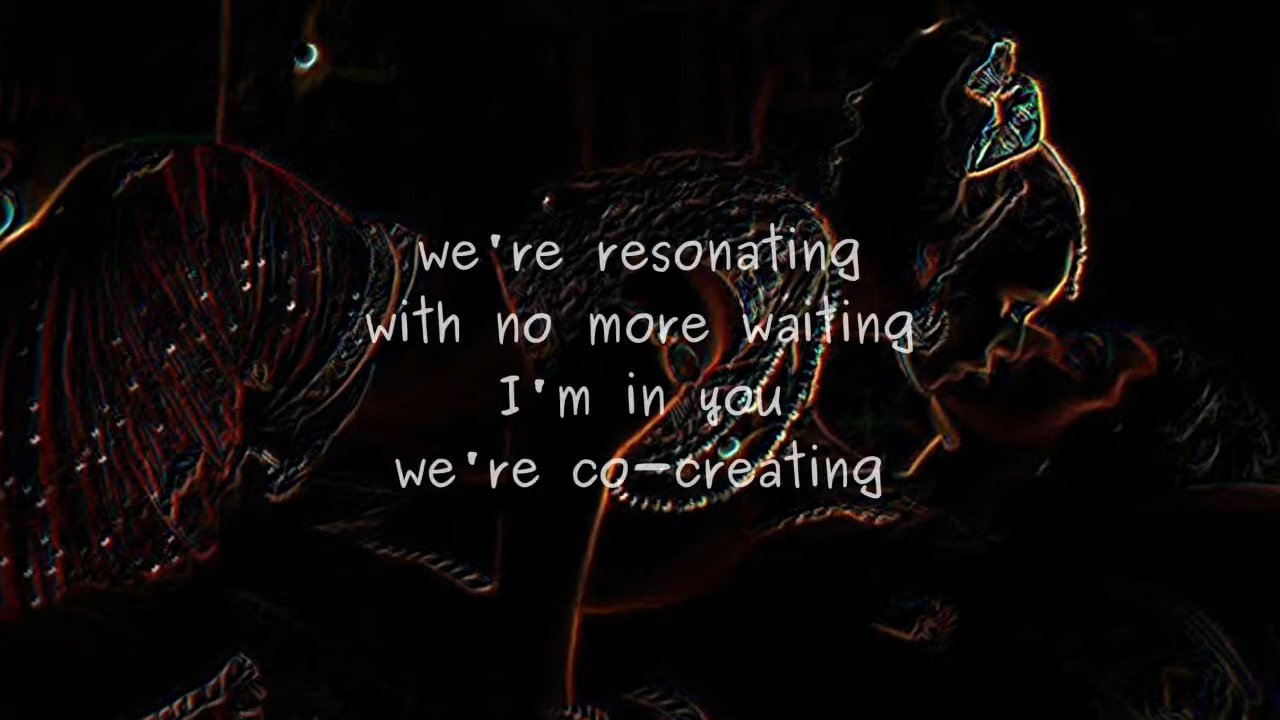 we're resonating
with no more waiting
I'm in you
we're co-creating